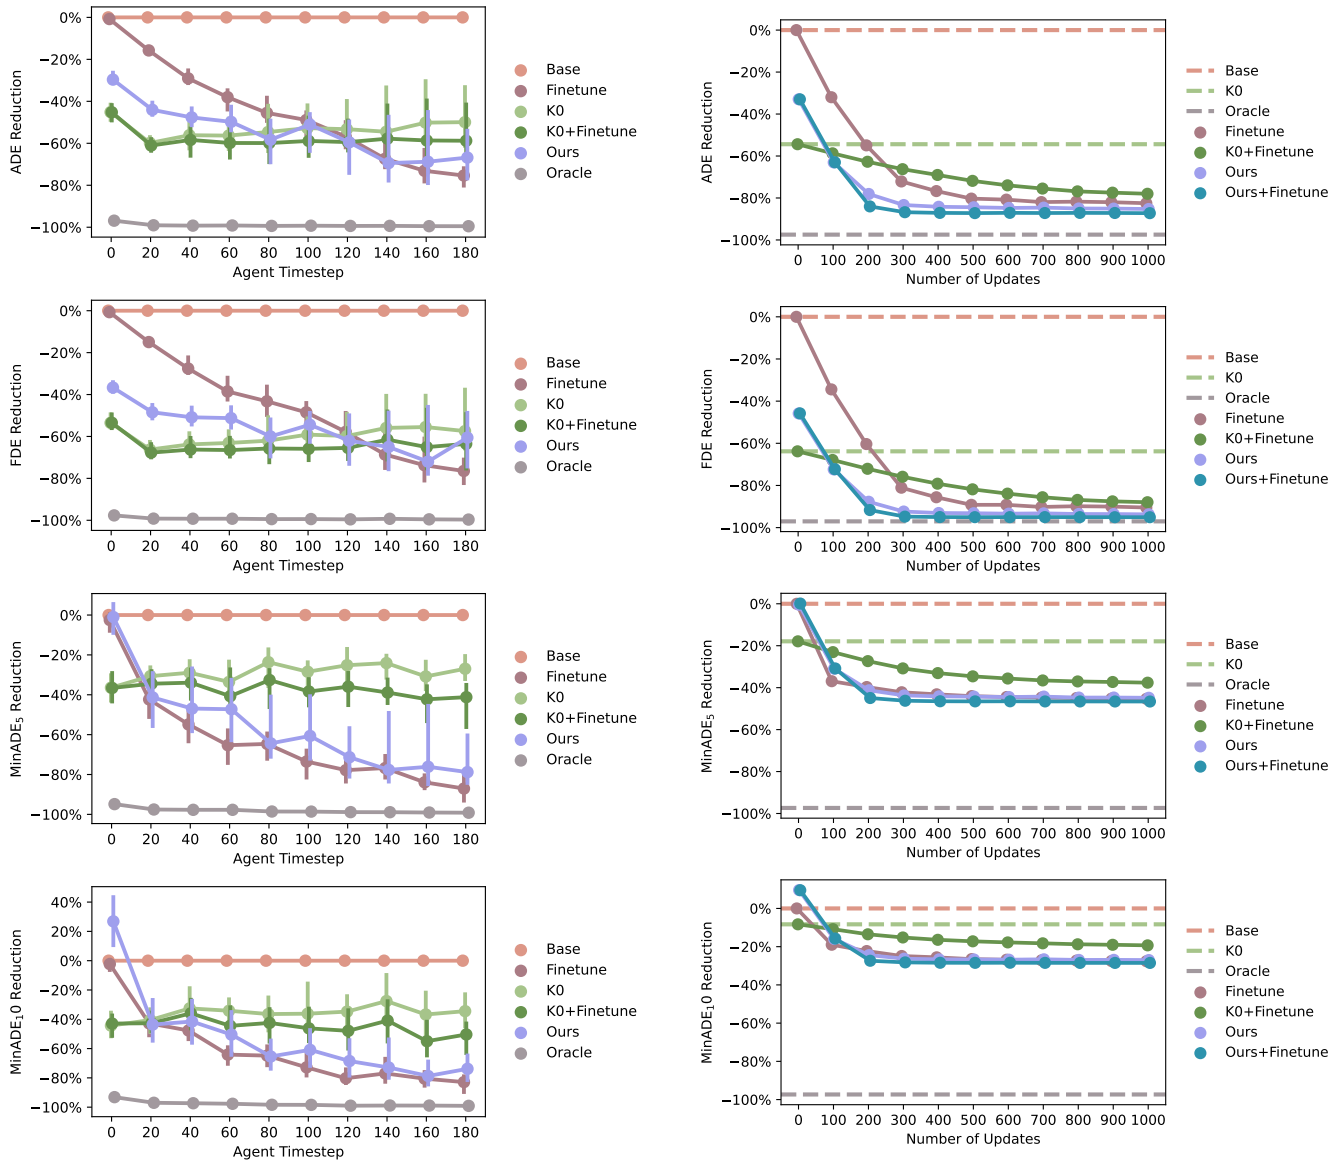 0%
−20%
−40%
−60%
−80%
−100%
ADE Reduction
0 20 40 60 80 100 120 140 160 180
Agent Timestep
Base
Finetune
K0
K0+Finetune
Ours
Oracle
0%
−20%
−40%
−60%
−80%
−100%
ADE Reduction
0 100 200 300 400 500 600 700 800 900 1000
Number of Updates
Base
K0
Oracle
Finetune
K0+Finetune
Ours
Ours+Finetune
0%
−20%
−40%
−60%
−80%
−100%
FDE Reduction
0 20 40 60 80 100 120 140 160 180
Agent Timestep
Base
Finetune
K0
K0+Finetune
Ours
Oracle
0%
−20%
−40%
−60%
−80%
−100%
FDE Reduction
0 100 200 300 400 500 600 700 800 900 1000
Number of Updates
Base
K0
Oracle
Finetune
K0+Finetune
Ours
Ours+Finetune
0%
−20%
−40%
−60%
−80%
−100%
MinADE₅ Reduction
0 20 40 60 80 100 120 140 160 180
Agent Timestep
Base
Finetune
K0
K0+Finetune
Ours
Oracle
0%
−20%
−40%
−60%
−80%
−100%
MinADE₅ Reduction
0 100 200 300 400 500 600 700 800 900 1000
Number of Updates
Base
K0
Oracle
Finetune
K0+Finetune
Ours
Ours+Finetune
40%
20%
0%
−20%
−40%
−60%
−80%
−100%
MinADE₁0 Reduction
0 20 40 60 80 100 120 140 160 180
Agent Timestep
Base
Finetune
K0
K0+Finetune
Ours
Oracle
0%
−20%
−40%
−60%
−80%
−100%
MinADE₁0 Reduction
0 100 200 300 400 500 600 700 800 900 1000
Number of Updates
Base
K0
Oracle
Finetune
K0+Finetune
Ours
Ours+Finetune